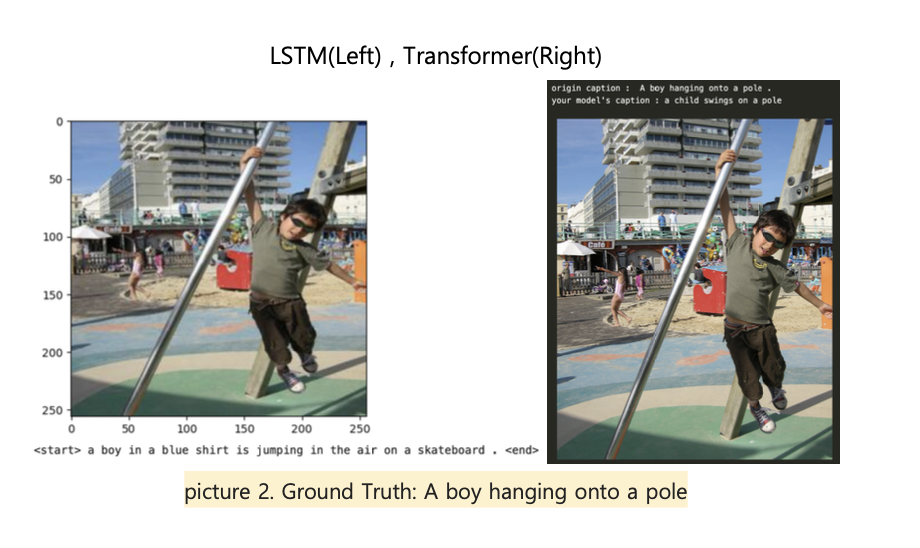 LSTM(Left) , Transformer(Right)
origin caption :  A boy hanging onto a pole .
your model's caption : a child swings on a pole
0
50
100
150
200
250
0 50 100 150 200 250
Café
Café
<start> a boy in a blue shirt is jumping in the air on a skateboard . <end>
picture 2. Ground Truth: A boy hanging onto a pole